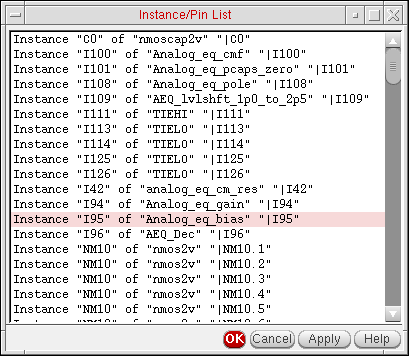 Instance/Pin List
Instance "C0" of "nmoscap2v" "|C0"
Instance "I100" of "Analog_eq_cmf" "|I100"
Instance "I101" of "Analog_eq_pcaps_zero" "|I101"
Instance "I108" of "Analog_eq_pole" "|I108"
Instance "I109" of "AEQ_lvlshft_1p0_to_2p5" "|I109"
Instance "I111" of "TIEHI" "|I111"
Instance "I113" of "TIELO" "|I113"
Instance "I114" of "TIELO" "|I114"
Instance "I125" of "TIELO" "|I125"
Instance "I126" of "TIELO" "|I126"
Instance "I42" of "analog_eq_cm_res" "|I42"
Instance "I94" of "Analog_eq_gain" "|I94"
Instance "I95" of "Analog_eq_bias" "|I95"
Instance "I96" of "AEQ_Dec" "|I96"
Instance "NM10" of "nmos2v" "|NM10.1"
Instance "NM10" of "nmos2v" "|NM10.2"
Instance "NM10" of "nmos2v" "|NM10.3"
Instance "NM10" of "nmos2v" "|NM10.4"
Instance "NM10" of "nmos2v" "|NM10.5"
OK Cancel Apply Help